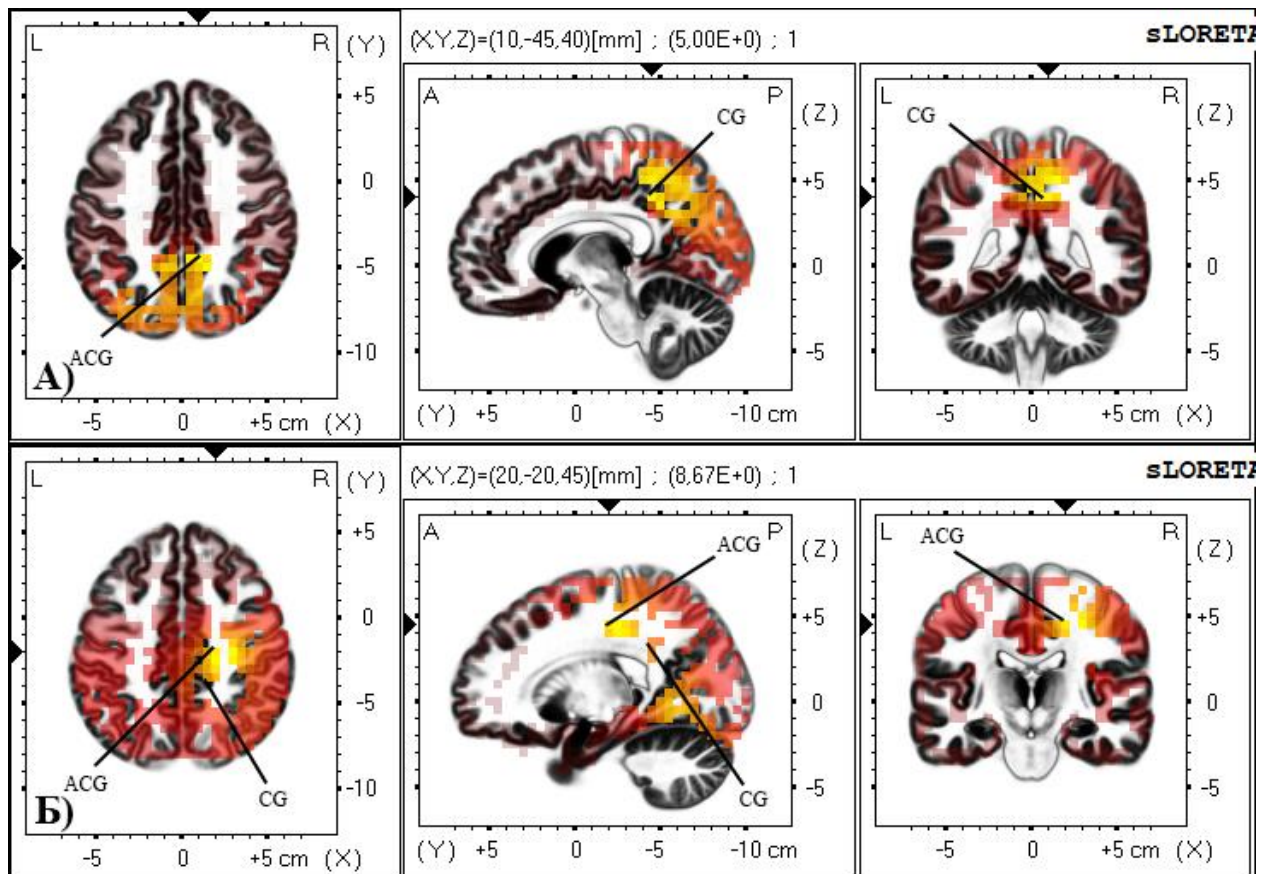 L R (Y)
+5
0
-5
-10
ACG
А)
-5 0 +5 cm (X)
(X,Y,Z)=(10,-45,40)[mm] ; (5,00E+0) ; 1
sLORETA
A P (Z)
CG
+5
0
-5
(Y) +5 0 -5 -10 cm
L R (Z)
CG
+5
0
-5
-5 0 +5 cm (X)
L R (Y)
+5
0
-5
-10
ACG
CG
Б)
-5 0 +5 cm (X)
(X,Y,Z)=(20,-20,45)[mm] ; (8,67E+0) ; 1
sLORETA
A P (Z)
ACG
+5
0
-5
CG
(Y) +5 0 -5 -10 cm
L R (Z)
ACG
+5
0
-5
-5 0 +5 cm (X)